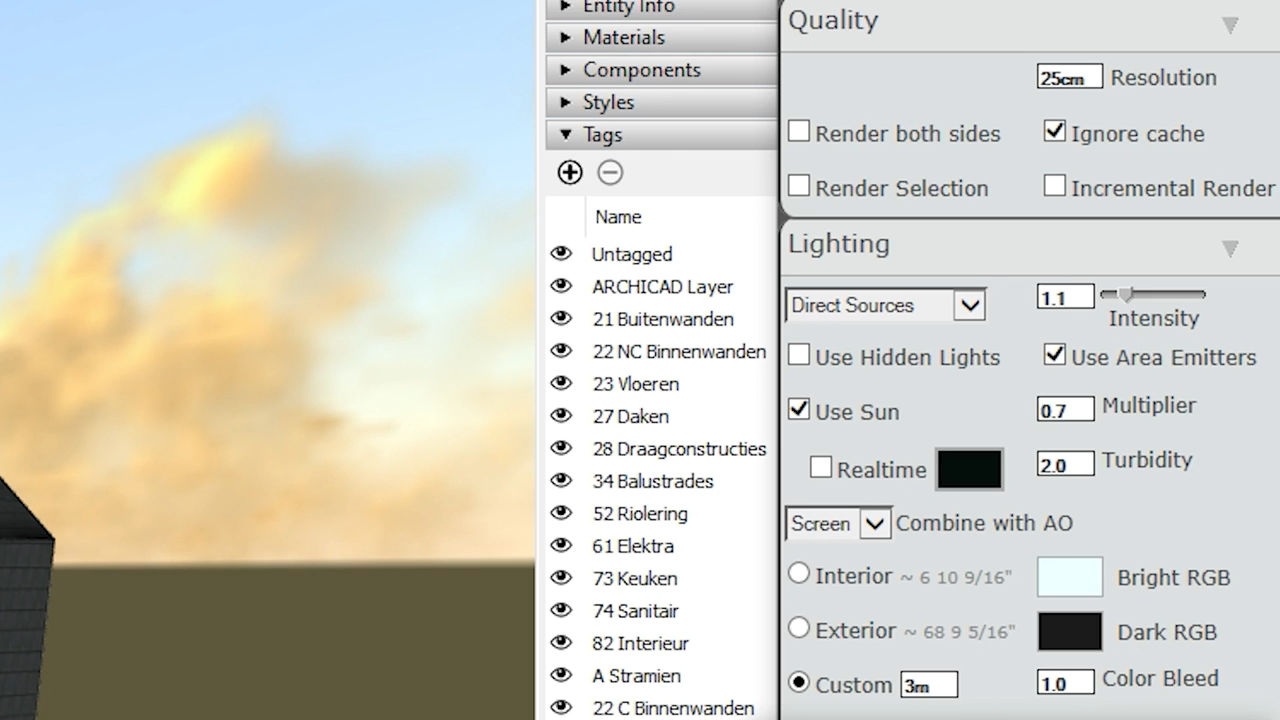 Entity Info
Materials
Components
Styles
Tags
Name
Untagged
ARCHICAD Layer
21 Buitenwanden
22 NC Binnenwanden
23 Vloeren
27 Daken
28 Draagconstructies
34 Balustrades
52 Riolering
61 Elektra
73 Keuken
74 Sanitair
82 Interieur
A Stramien
22 C Binnenwanden
Quality
25cm Resolution
Render both sides Ignore cache
Render Selection Incremental Render
Lighting
Direct Sources 1.1
Intensity
Use Hidden Lights Use Area Emitters
Use Sun 0.7 Multiplier
Realtime 2.0 Turbidity
Screen Combine with AO
Interior ~ 6 10 9/16" Bright RGB
Exterior ~ 68 9 5/16" Dark RGB
Custom 3m 1.0 Color Bleed